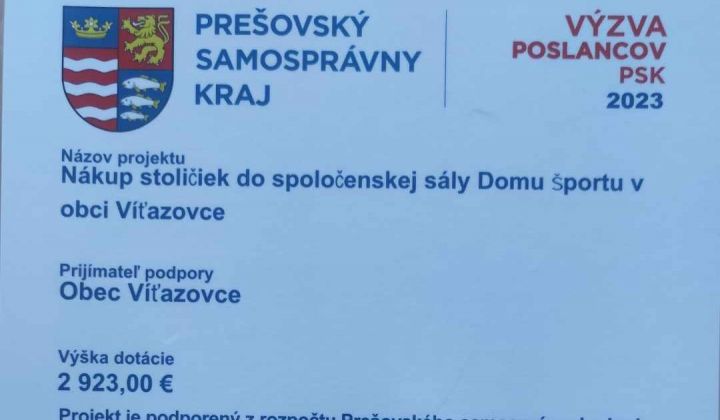 PREŠOVSKÝ
SAMOSPRÁVNY
KRAJ
VÝZVA
POSLANCOV
PSK
2023
Názov projektu
Nákup stoličiek do spoločenskej sály Domu športu v
obci Víťazovce
Prijímateľ podpory
Obec Víťazovce
Výška dotácie
2 923,00 €
Projekt je podporený z rozpočtu Prešovského